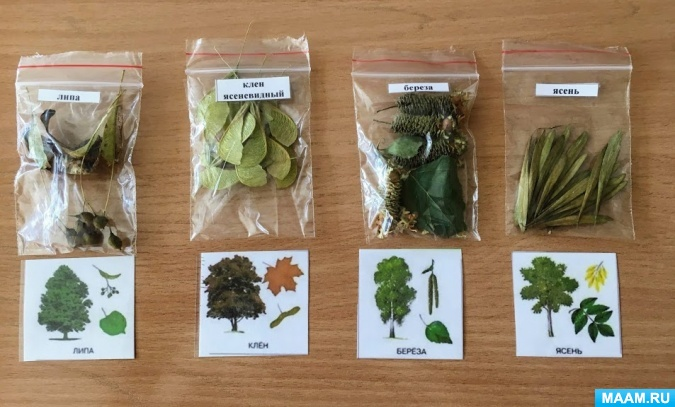 липа
клен
ясеневидный
береза
ясень
ЛИПА
КЛЁН
БЕРЁЗА
ЯСЕНЬ
MAAM.RU